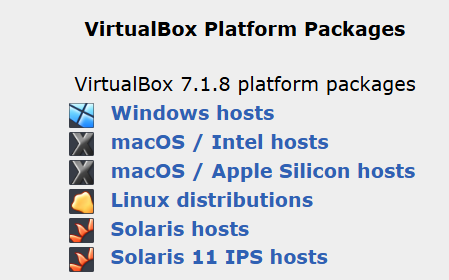 VirtualBox Platform Packages
VirtualBox 7.1.8 platform packages
Windows hosts
macOS / Intel hosts
macOS / Apple Silicon hosts
Linux distributions
Solaris hosts
Solaris 11 IPS hosts